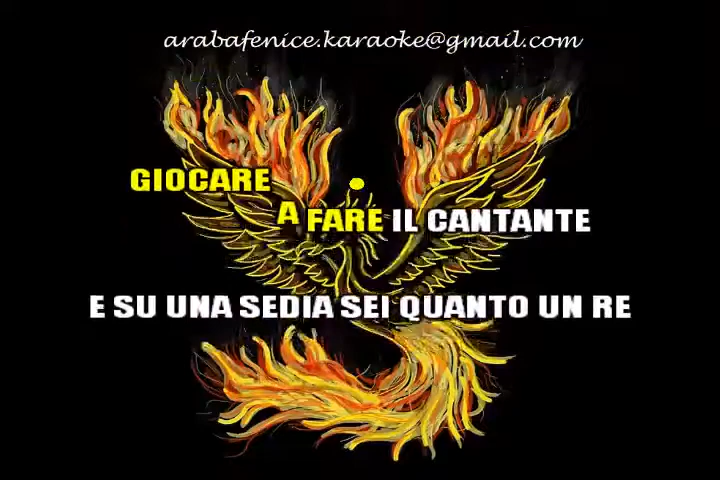 arabafenice.karaoke@gmail.com
GIOCARE
A FARE IL CANTANTE
E SU UNA SEDIA SEI QUANTO UN RE